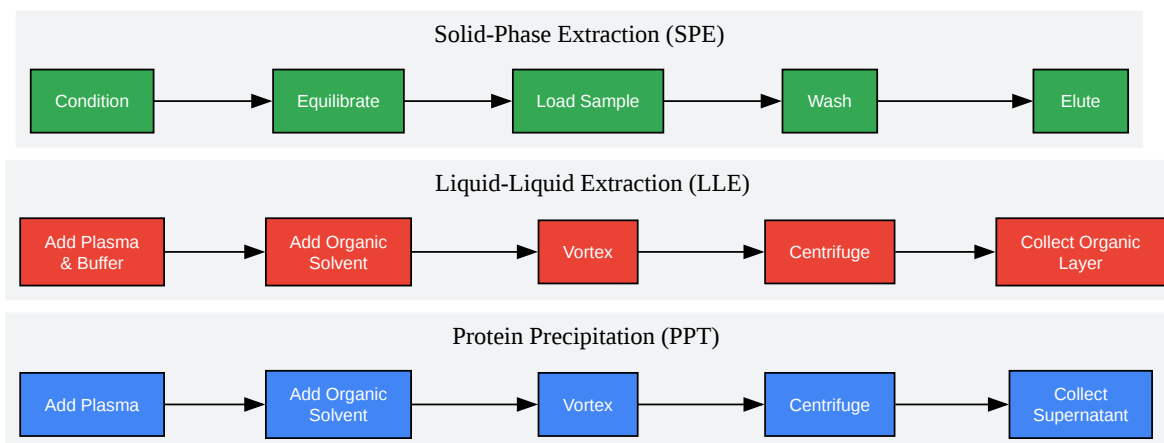 Solid-Phase Extraction (SPE)
Condition
Equilibrate
Load Sample
Wash
Elute
Liquid-Liquid Extraction (LLE)
Add Plasma
& Buffer
Add Organic
Solvent
Vortex
Centrifuge
Collect Organic
Layer
Protein Precipitation (PPT)
Add Plasma
Add Organic
Solvent
Vortex
Centrifuge
Collect
Supernatant